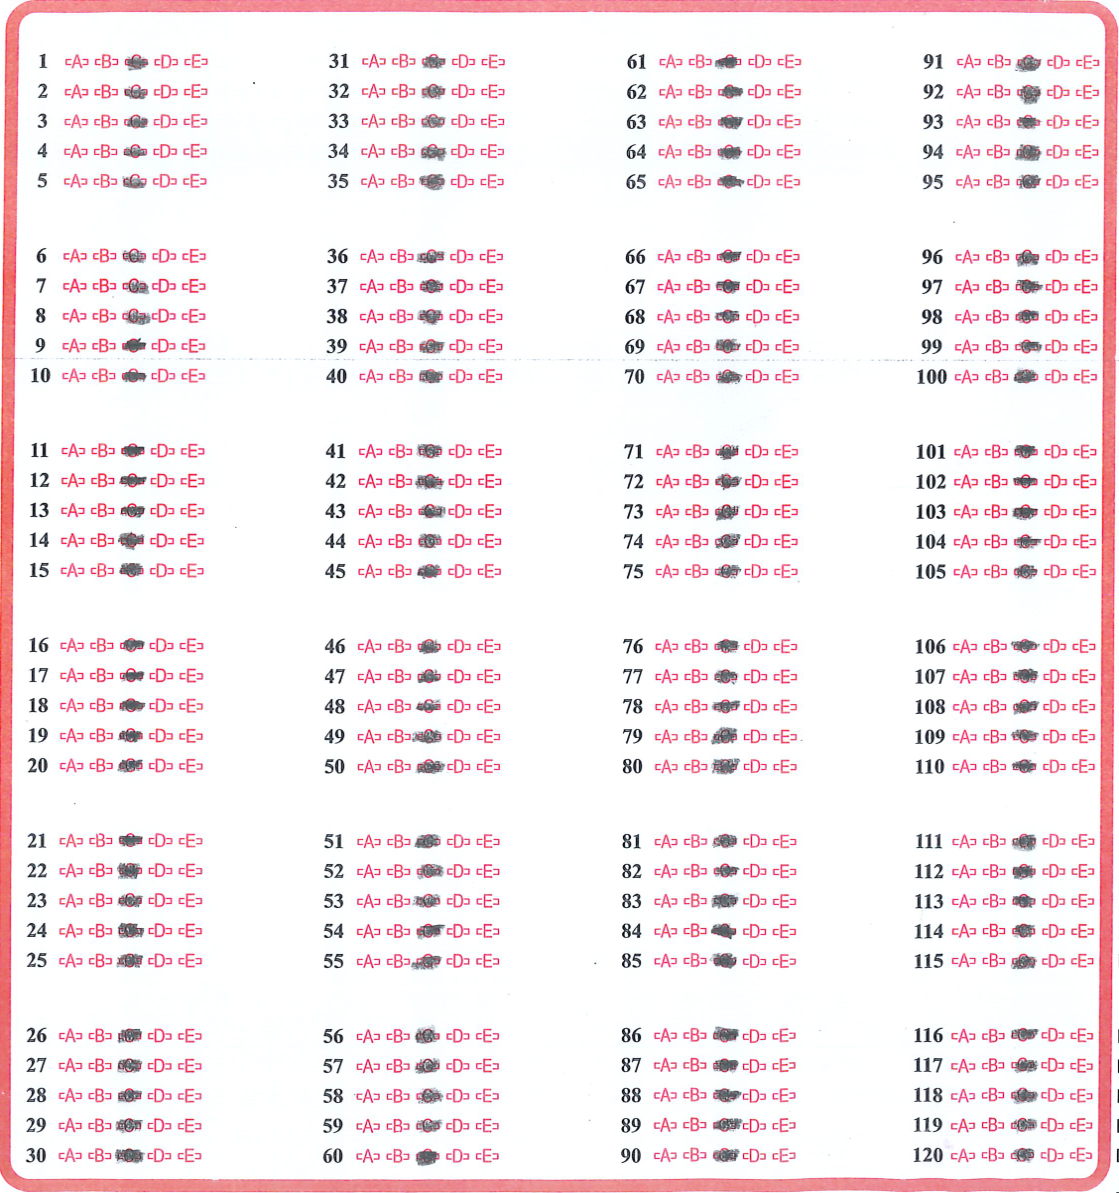 1 [A] [B] [C] [D] [E]
2 [A] [B] [C] [D] [E]
3 [A] [B] [C] [D] [E]
4 [A] [B] [C] [D] [E]
5 [A] [B] [C] [D] [E]
6 [A] [B] [C] [D] [E]
7 [A] [B] [C] [D] [E]
8 [A] [B] [C] [D] [E]
9 [A] [B] [C] [D] [E]
10 [A] [B] [C] [D] [E]
11 [A] [B] [C] [D] [E]
12 [A] [B] [C] [D] [E]
13 [A] [B] [C] [D] [E]
14 [A] [B] [C] [D] [E]
15 [A] [B] [C] [D] [E]
16 [A] [B] [C] [D] [E]
17 [A] [B] [C] [D] [E]
18 [A] [B] [C] [D] [E]
19 [A] [B] [C] [D] [E]
20 [A] [B] [C] [D] [E]
21 [A] [B] [C] [D] [E]
22 [A] [B] [C] [D] [E]
23 [A] [B] [C] [D] [E]
24 [A] [B] [C] [D] [E]
25 [A] [B] [C] [D] [E]
26 [A] [B] [C] [D] [E]
27 [A] [B] [C] [D] [E]
28 [A] [B] [C] [D] [E]
29 [A] [B] [C] [D] [E]
30 [A] [B] [C] [D] [E]
31 [A] [B] [C] [D] [E]
32 [A] [B] [C] [D] [E]
33 [A] [B] [C] [D] [E]
34 [A] [B] [C] [D] [E]
35 [A] [B] [C] [D] [E]
36 [A] [B] [C] [D] [E]
37 [A] [B] [C] [D] [E]
38 [A] [B] [C] [D] [E]
39 [A] [B] [C] [D] [E]
40 [A] [B] [C] [D] [E]
41 [A] [B] [C] [D] [E]
42 [A] [B] [C] [D] [E]
43 [A] [B] [C] [D] [E]
44 [A] [B] [C] [D] [E]
45 [A] [B] [C] [D] [E]
46 [A] [B] [C] [D] [E]
47 [A] [B] [C] [D] [E]
48 [A] [B] [C] [D] [E]
49 [A] [B] [C] [D] [E]
50 [A] [B] [C] [D] [E]
51 [A] [B] [C] [D] [E]
52 [A] [B] [C] [D] [E]
53 [A] [B] [C] [D] [E]
54 [A] [B] [C] [D] [E]
55 [A] [B] [C] [D] [E]
56 [A] [B] [C] [D] [E]
57 [A] [B] [C] [D] [E]
58 [A] [B] [C] [D] [E]
59 [A] [B] [C] [D] [E]
60 [A] [B] [C] [D] [E]
61 [A] [B] [C] [D] [E]
62 [A] [B] [C] [D] [E]
63 [A] [B] [C] [D] [E]
64 [A] [B] [C] [D] [E]
65 [A] [B] [C] [D] [E]
66 [A] [B] [C] [D] [E]
67 [A] [B] [C] [D] [E]
68 [A] [B] [C] [D] [E]
69 [A] [B] [C] [D] [E]
70 [A] [B] [C] [D] [E]
71 [A] [B] [C] [D] [E]
72 [A] [B] [C] [D] [E]
73 [A] [B] [C] [D] [E]
74 [A] [B] [C] [D] [E]
75 [A] [B] [C] [D] [E]
76 [A] [B] [C] [D] [E]
77 [A] [B] [C] [D] [E]
78 [A] [B] [C] [D] [E]
79 [A] [B] [C] [D] [E]
80 [A] [B] [C] [D] [E]
81 [A] [B] [C] [D] [E]
82 [A] [B] [C] [D] [E]
83 [A] [B] [C] [D] [E]
84 [A] [B] [C] [D] [E]
85 [A] [B] [C] [D] [E]
86 [A] [B] [C] [D] [E]
87 [A] [B] [C] [D] [E]
88 [A] [B] [C] [D] [E]
89 [A] [B] [C] [D] [E]
90 [A] [B] [C] [D] [E]
91 [A] [B] [C] [D] [E]
92 [A] [B] [C] [D] [E]
93 [A] [B] [C] [D] [E]
94 [A] [B] [C] [D] [E]
95 [A] [B] [C] [D] [E]
96 [A] [B] [C] [D] [E]
97 [A] [B] [C] [D] [E]
98 [A] [B] [C] [D] [E]
99 [A] [B] [C] [D] [E]
100 [A] [B] [C] [D] [E]
101 [A] [B] [C] [D] [E]
102 [A] [B] [C] [D] [E]
103 [A] [B] [C] [D] [E]
104 [A] [B] [C] [D] [E]
105 [A] [B] [C] [D] [E]
106 [A] [B] [C] [D] [E]
107 [A] [B] [C] [D] [E]
108 [A] [B] [C] [D] [E]
109 [A] [B] [C] [D] [E]
110 [A] [B] [C] [D] [E]
111 [A] [B] [C] [D] [E]
112 [A] [B] [C] [D] [E]
113 [A] [B] [C] [D] [E]
114 [A] [B] [C] [D] [E]
115 [A] [B] [C] [D] [E]
116 [A] [B] [C] [D] [E]
117 [A] [B] [C] [D] [E]
118 [A] [B] [C] [D] [E]
119 [A] [B] [C] [D] [E]
120 [A] [B] [C] [D] [E]